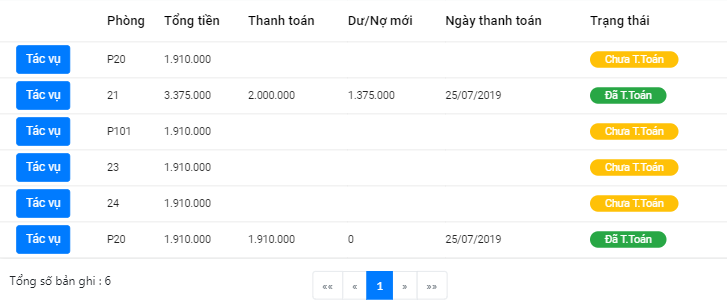 Phòng Tổng tiền Thanh toán Dư/Nợ mới Ngày thanh toán Trạng thái
Tác vụ P20 1.910.000 Chưa T.Toán
Tác vụ 21 3.375.000 2.000.000 1.375.000 25/07/2019 Đã T.Toán
Tác vụ P101 1.910.000 Chưa T.Toán
Tác vụ 23 1.910.000 Chưa T.Toán
Tác vụ 24 1.910.000 Chưa T.Toán
Tác vụ P20 1.910.000 1.910.000 0 25/07/2019 Đã T.Toán
Tổng số bản ghi : 6 «« « 1 » »»